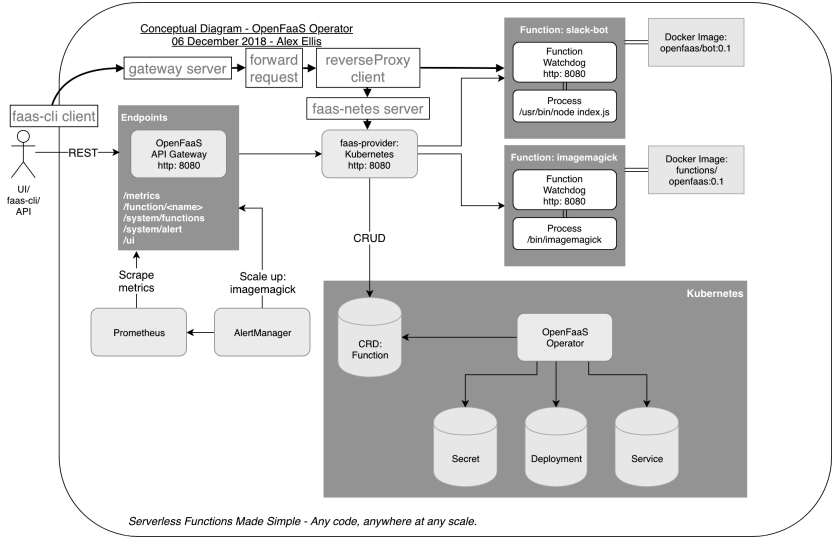 Conceptual Diagram - OpenFaaS Operator
06 December 2018 - Alex Ellis
gateway server
forward
request
reverseProxy
client
faas-netes server
faas-cli client
REST
UI/
faas-cli/
API
Endpoints
OpenFaaS
API Gateway
http: 8080
/metrics
/function/<name>
/system/functions
/system/alert
/ui
faas-provider:
Kubernetes
http: 8080
Function: slack-bot
Function
Watchdog
http: 8080
Process
/usr/bin/node index.js
Docker Image:
openfaas/bot:0.1
Function: imagemagick
Function
Watchdog
http: 8080
Process
/bin/imagemagick
Docker Image:
functions/
openfaas:0.1
CRUD
Scrape
metrics
Scale up:
imagemagick
Prometheus
AlertManager
Kubernetes
CRD:
Function
OpenFaaS
Operator
Secret
Deployment
Service
Serverless Functions Made Simple - Any code, anywhere at any scale.